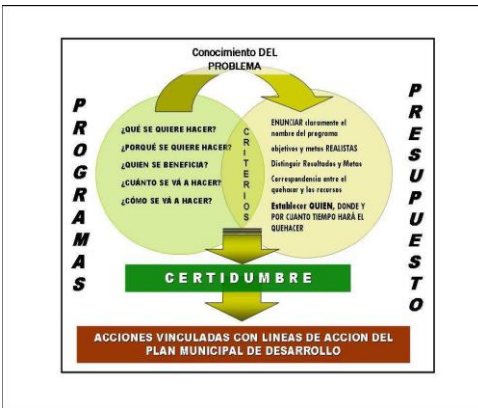 Conocimiento DEL
PROBLEMA
PROGRAMAS
¿QUÉ SE QUIERE HACER?
¿PORQUÉ SE QUIERE HACER?
¿QUIEN SE BENEFICIA?
¿CUÁNTO SE VÁ A HACER?
¿CÓMO SE VÁ A HACER?
CRITERIOS
ENUNCIAR claramente el
nombre del programa
objetivos y metas REALISTAS
Distinguir Resultados y Metas
Correspondencia entre el
quehacer y los recursos
Establecer QUIEN, DONDE Y
POR CUANTO TIEMPO HARÁ EL
QUEHACER
PRESUPUESTO
CERTIDUMBRE
ACCIONES VINCULADAS CON LINEAS DE ACCION DEL
PLAN MUNICIPAL DE DESARROLLO